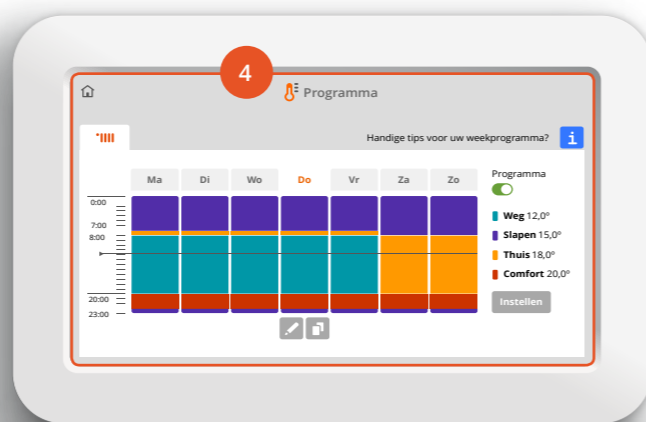 4
Programma
Handige tips voor uw weekprogramma?
i
Ma Di Wo Do Vr Za Zo
Programma
0:00
7:00
8:00
20:00
23:00
Weg 12,0°
Slapen 15,0°
Thuis 18,0°
Comfort 20,0°
Instellen